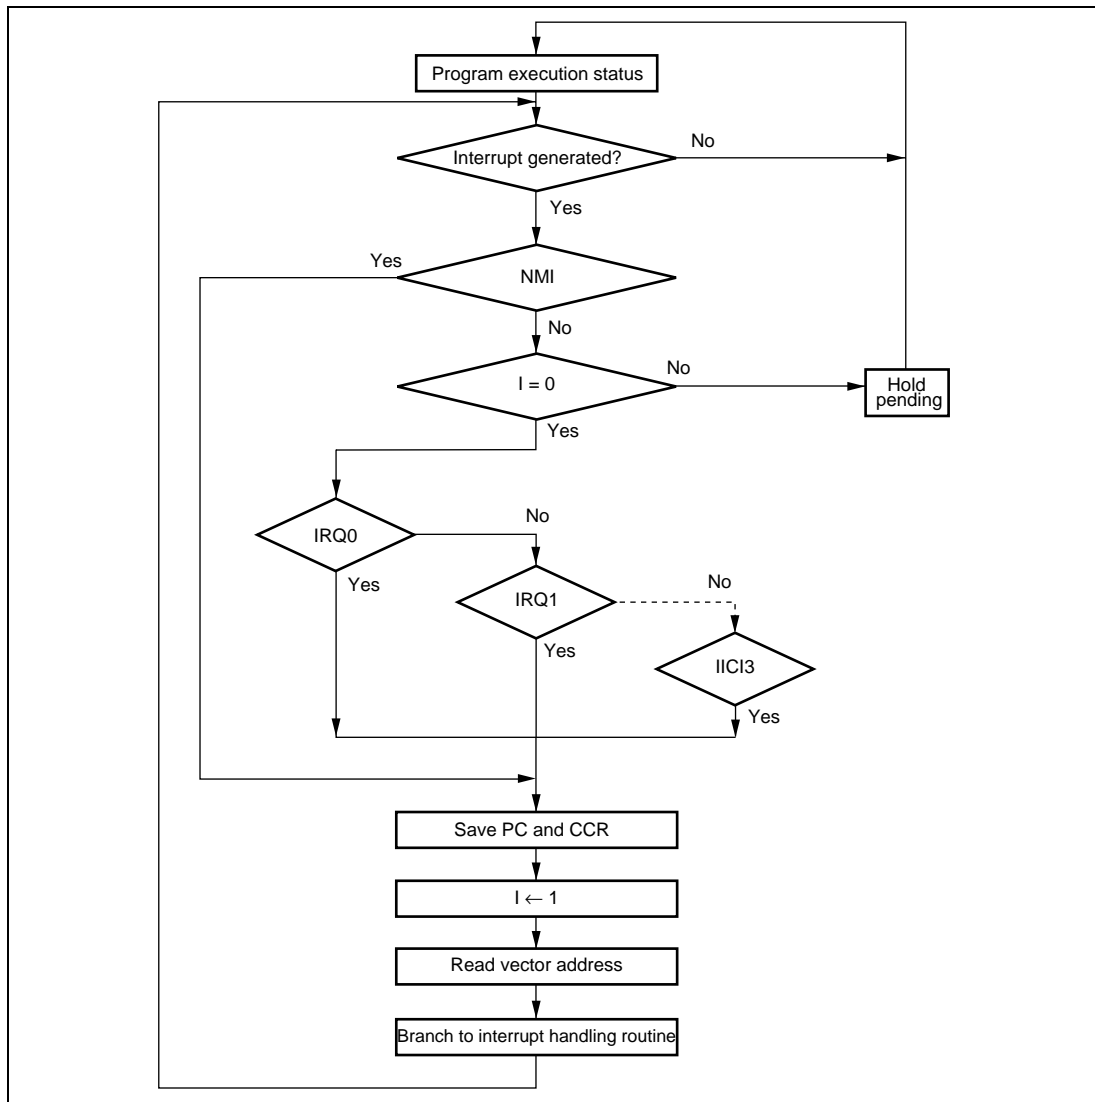 Program execution status
Interrupt generated?
No
Yes
Yes
NMI
No
I = 0
No
Hold
pending
Yes
IRQ0
No
Yes
IRQ1
No
Yes
IICI3
Yes
Save PC and CCR
I ← 1
Read vector address
Branch to interrupt handling routine